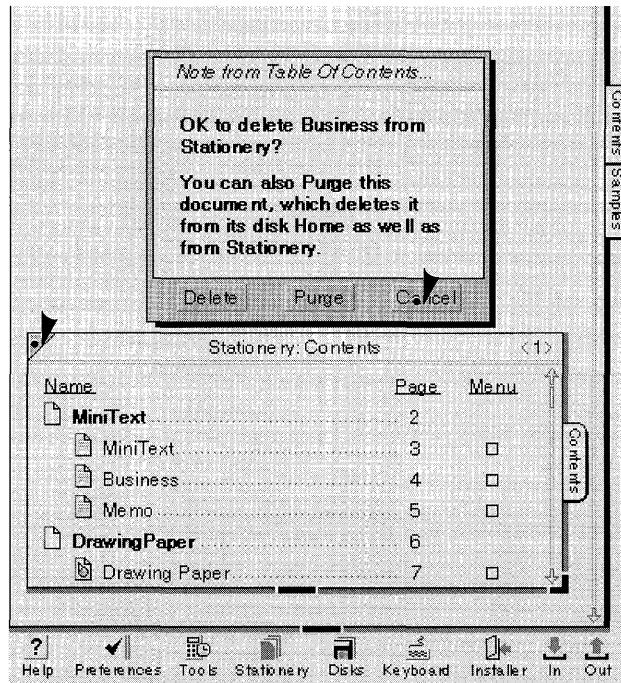 Note from Table Of Contents...
OK to delete Business from
Stationery?
You can also Purge this
document, which deletes it
from its disk Home as well as
from Stationery.
Delete Purge Cancel
Contents
Samples
Stationery: Contents <1>
Name Page Menu
MiniText 2
MiniText 3
Business 4
Memo 5
DrawingPaper 6
Drawing Paper 7
Contents
? Help Preferences Tools Stationery Disks Keyboard Installer In Out